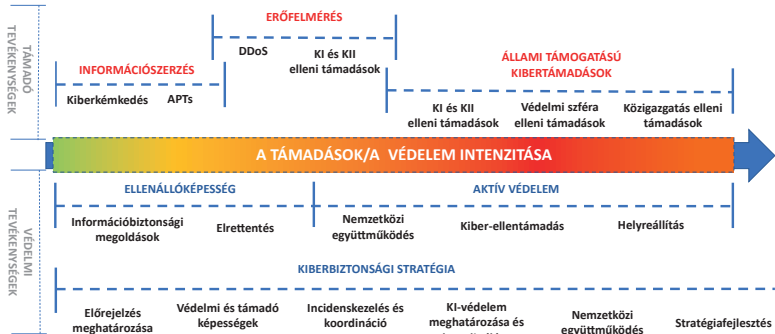 TÁMADÓ
TEVÉKENYSÉGEK
ERŐFELMÉRÉS
DDoS
KI és KII
elleni támadások
INFORMÁCIÓSZERZÉS
Kiberkémkedés
APTs
ÁLLAMI TÁMOGATÁSÚ
KIBERTÁMADÁSOK
KI és KII
elleni támadások
Védelmi szféra
elleni támadások
Közigazgatás elleni
támadások
A TÁMADÁSOK/A VÉDELEM INTENZITÁSA
VÉDELMI
TEVÉKENYSÉGEK
ELLENÁLLÓKÉPESSÉG
Információbiztonsági
megoldások
Elrettentés
AKTÍV VÉDELEM
Nemzetközi
együttműködés
Kiber-ellentámadás
Helyreállítás
KIBERBIZTONSÁGI STRATÉGIA
Előrejelzés
meghatározása
Védelmi és támadó
képességek
Incidenskezelés és
koordináció
KI-védelem
meghatározása és
Nemzetközi
együttműködés
Stratégiafejlesztés